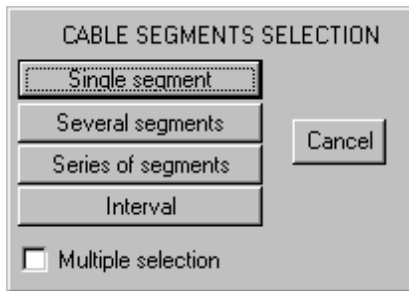 CABLE SEGMENTS SELECTION
Single segment
Several segments
Cancel
Series of segments
Interval
Multiple selection